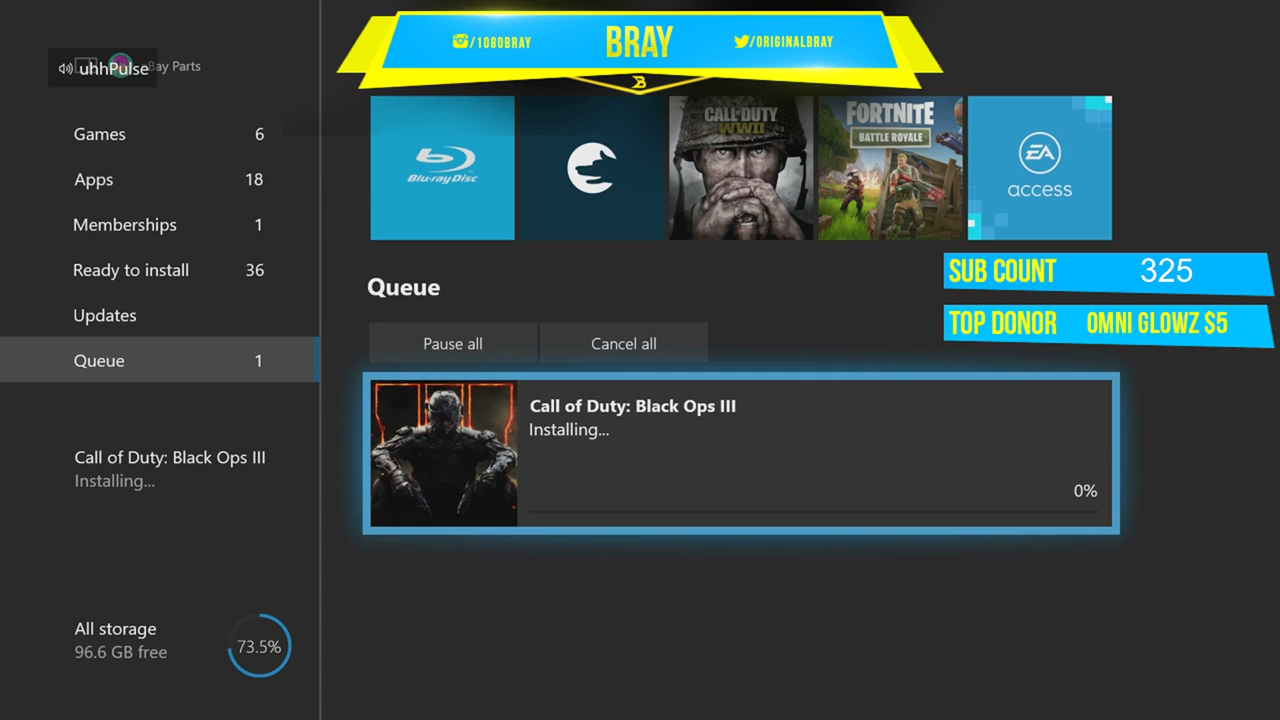 /1080BRAY
BRAY
/ORIGINALBRAY
uhhPulse
Bay Parts
Games 6
Apps 18
Memberships 1
Ready to install 36
Updates
Queue 1
Call of Duty: Black Ops III
Installing...
All storage
96.6 GB free
73.5%
Blu-ray Disc
CALL OF DUTY
WWII
FORTNITE
BATTLE ROYALE
EA
access
SUB COUNT 325
TOP DONOR OMNI GLOWZ $5
Queue
Pause all
Cancel all
Call of Duty: Black Ops III
Installing...
0%